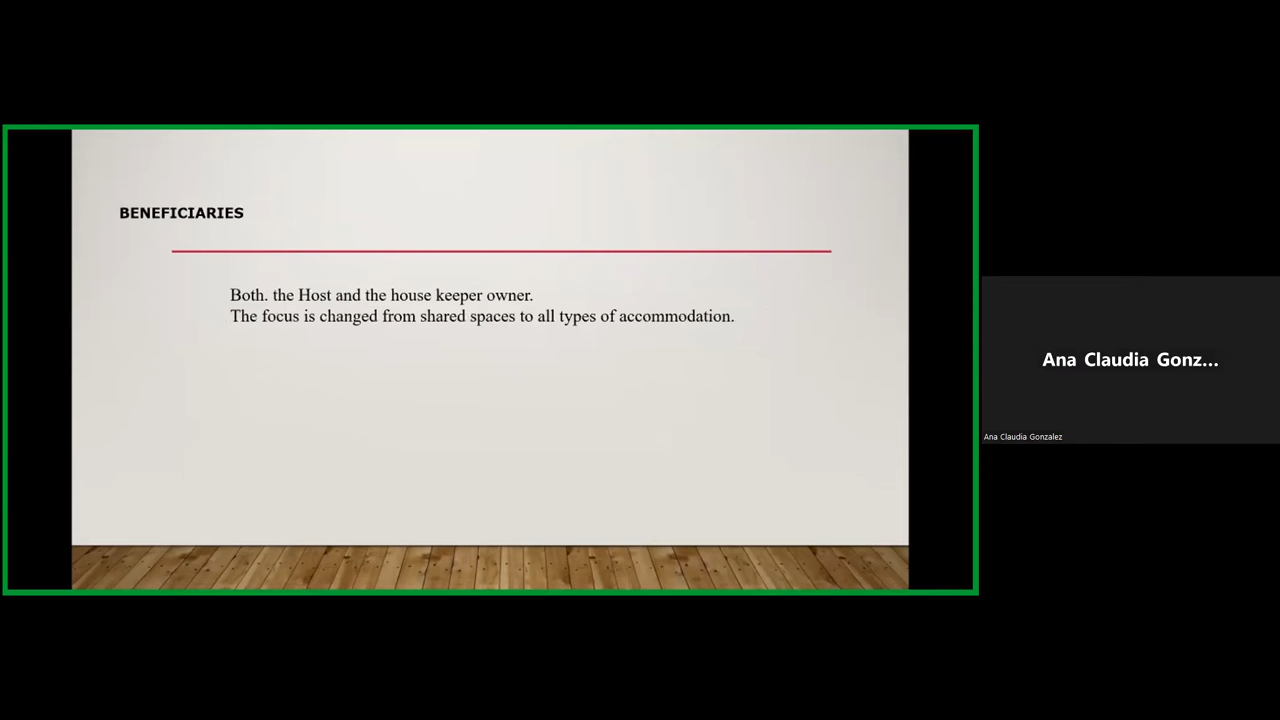 BENEFICIARIES
Both. the Host and the house keeper owner.
The focus is changed from shared spaces to all types of accommodation.
Ana Claudia Gonz...
Ana Claudia Gonzalez